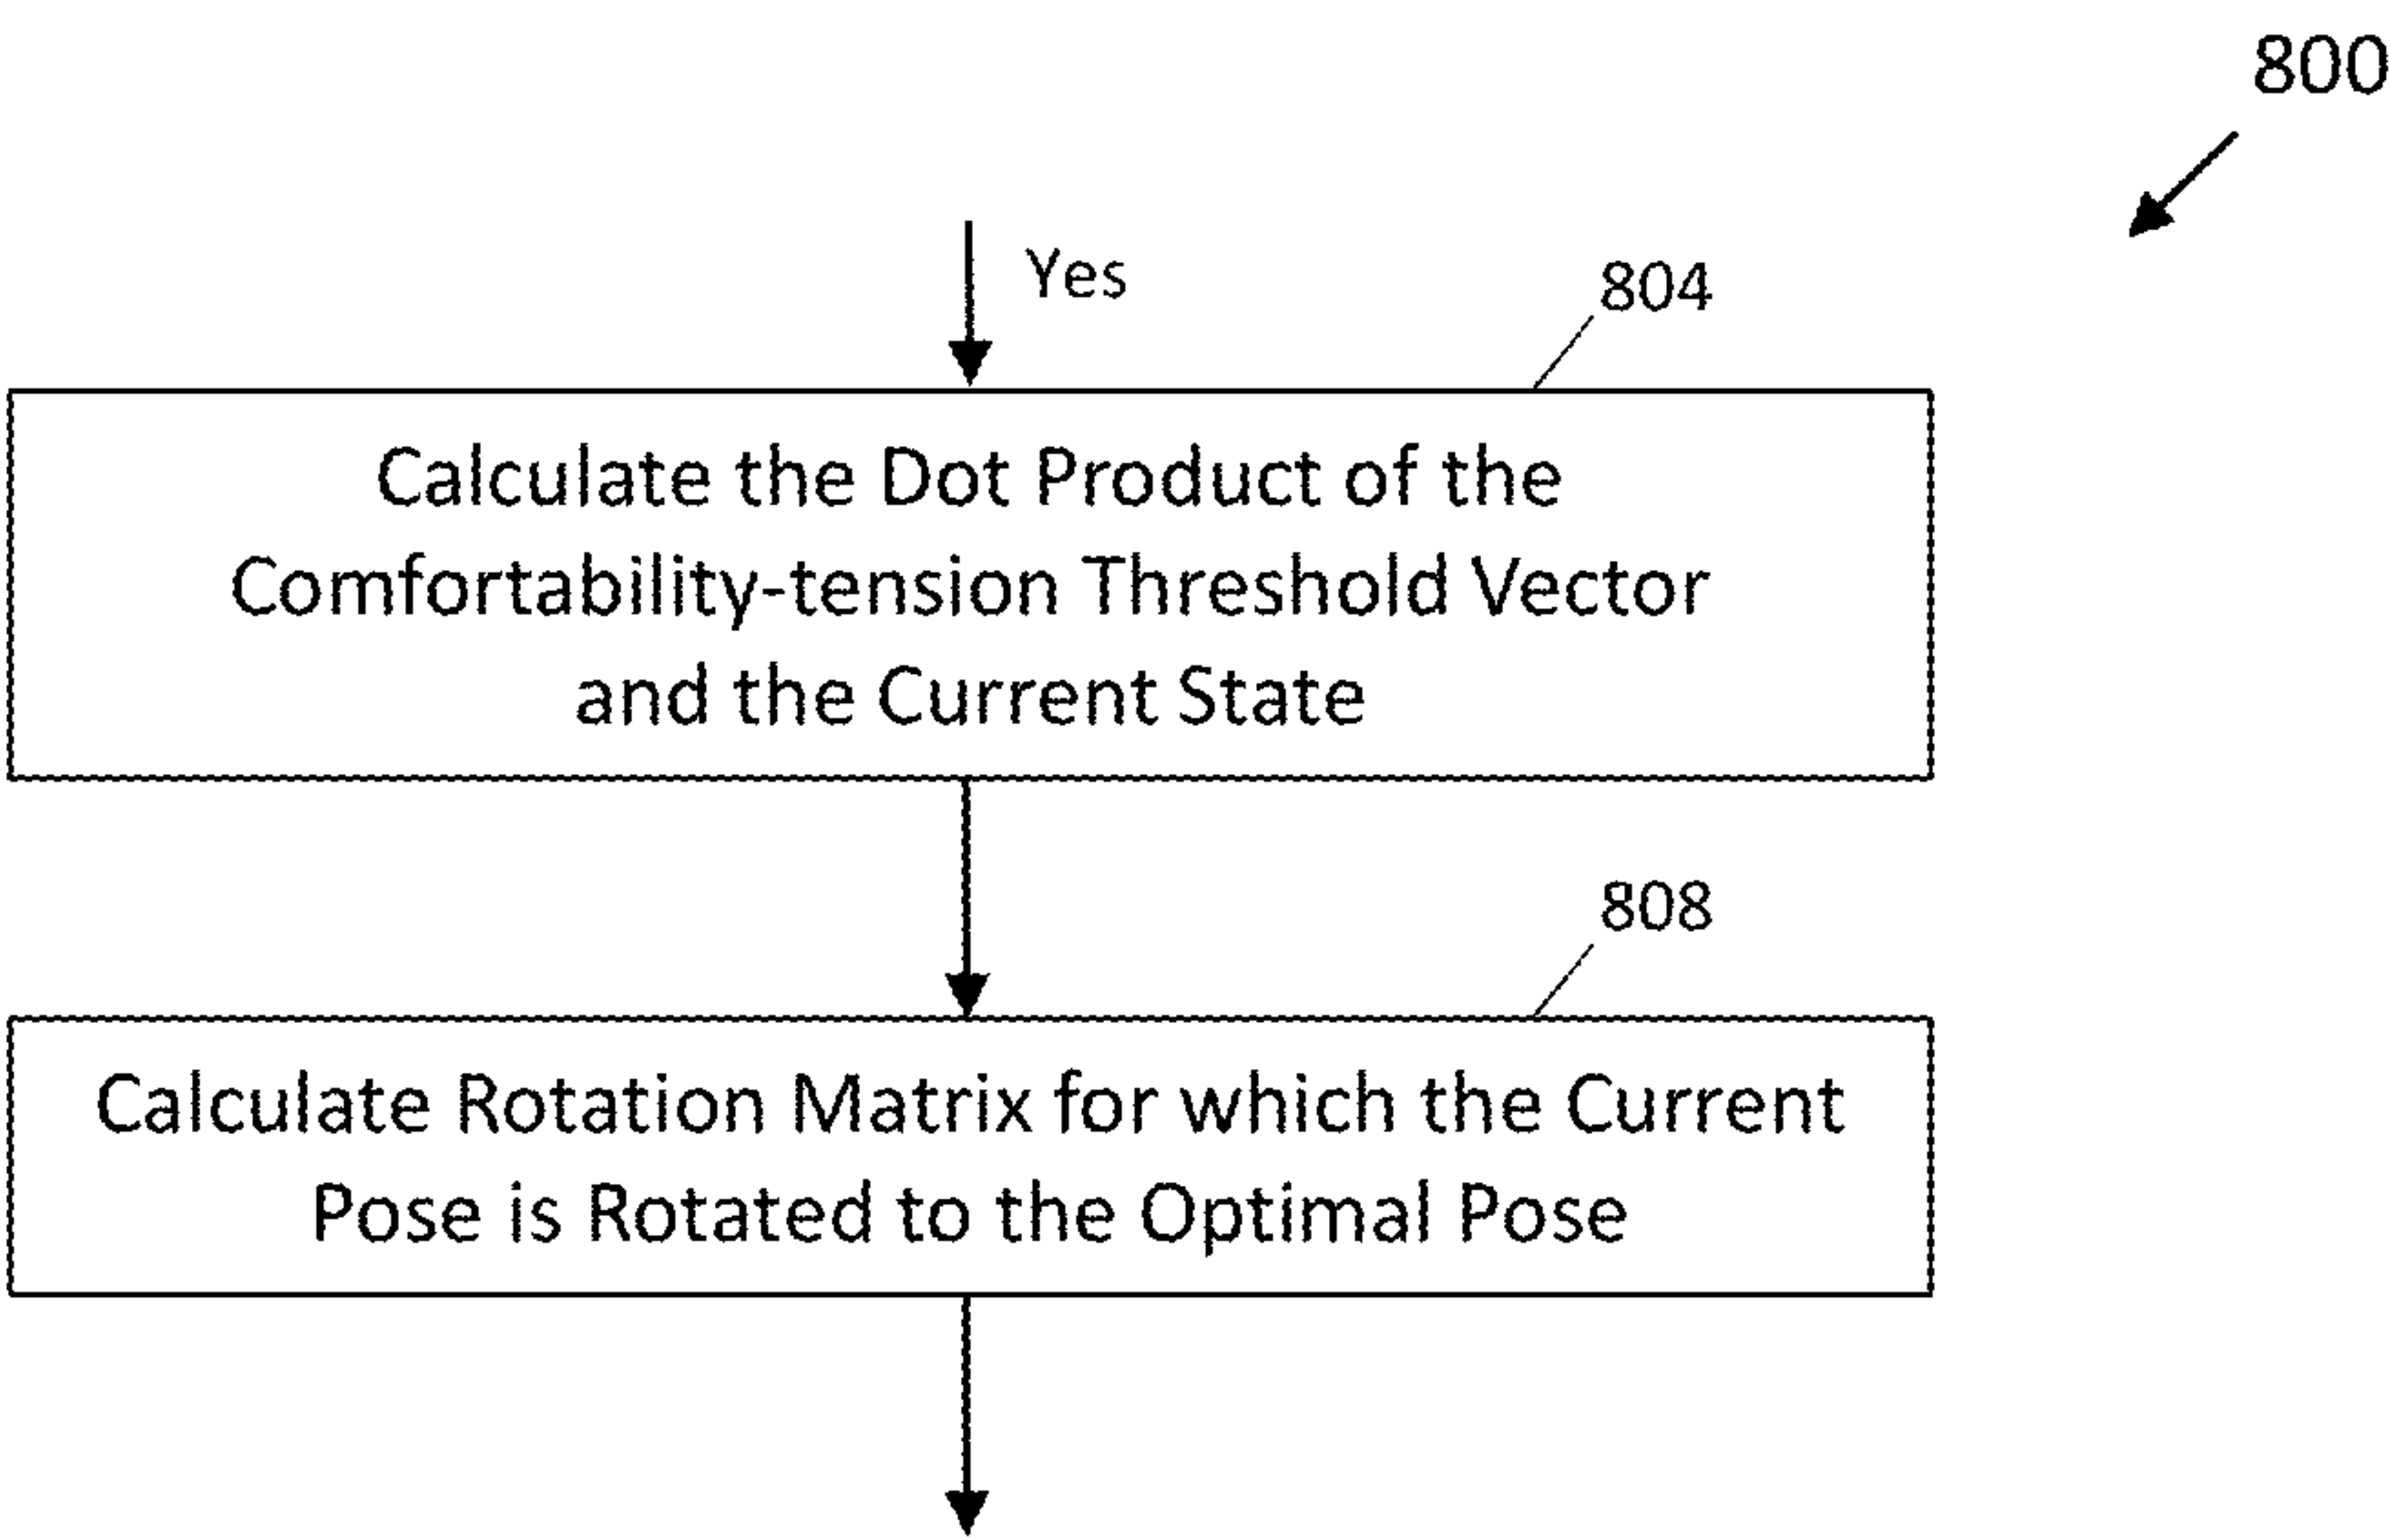 800
Yes
804
Calculate the Dot Product of the
Comfortability-tension Threshold Vector
and the Current State
808
Calculate Rotation Matrix for which the Current
Pose is Rotated to the Optimal Pose